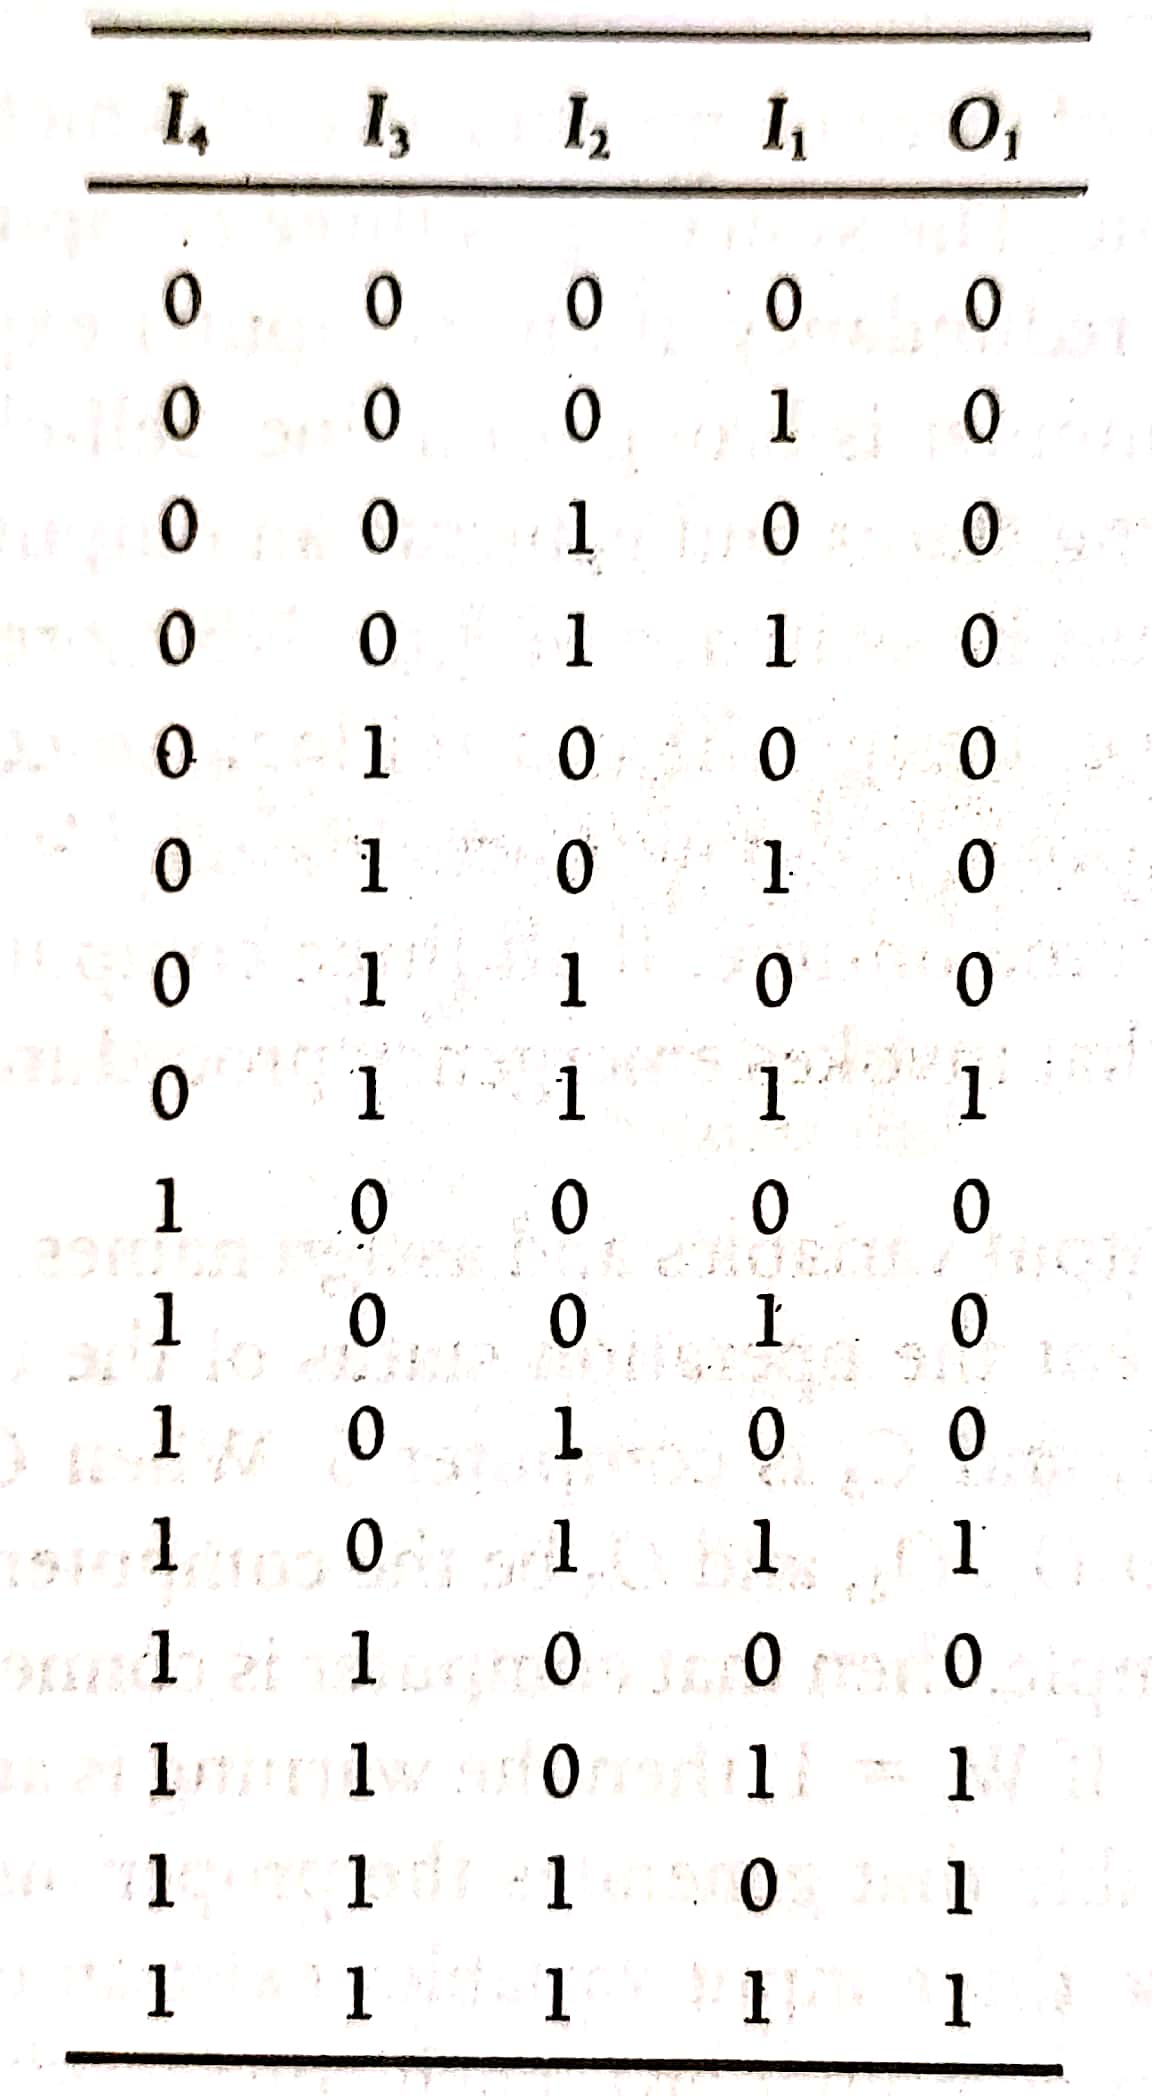 I₄ I₃ I₂ I₁ O₁
0 0 0 0 0
0 0 0 1 0
0 0 1 0 0
0 0 1 1 0
0 1 0 0 0
0 1 0 1 0
0 1 1 0 0
0 1 1 1 1
1 0 0 0 0
1 0 0 1 0
1 0 1 0 0
1 0 1 1 1
1 1 0 0 0
1 1 0 1 1
1 1 1 0 1
1 1 1 1 1